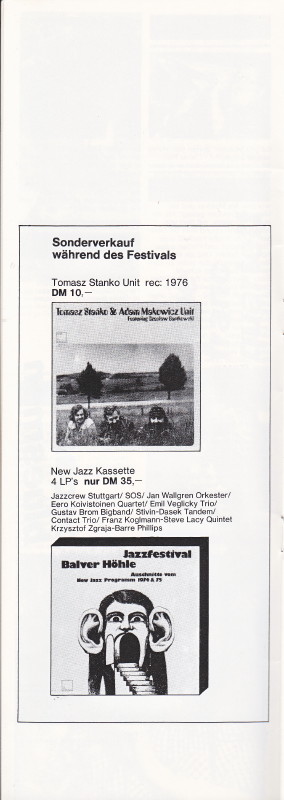 Sonderverkauf
während des Festivals
Tomasz Stanko Unit rec: 1976
DM 10,—
Tomasz Stańko & Adam Makowicz Unit
Featuring Czesław Bartkowski
New Jazz Kassette
4 LP's nur DM 35,—
Jazzcrew Stuttgart/ SOS/ Jan Wallgren Orkester/
Eero Koivistoinen Quartet/ Emil Veglicky Trio/
Gustav Brom Bigband/ Stivin-Dasek Tandem/
Contact Trio/ Franz Koglmann-Steve Lacy Quintet
Krzysztof Zgraja-Barre Phillips
Jazzfestival
Balver Höhle
Ausschnitte vom
New Jazz Programm 1974 & 75